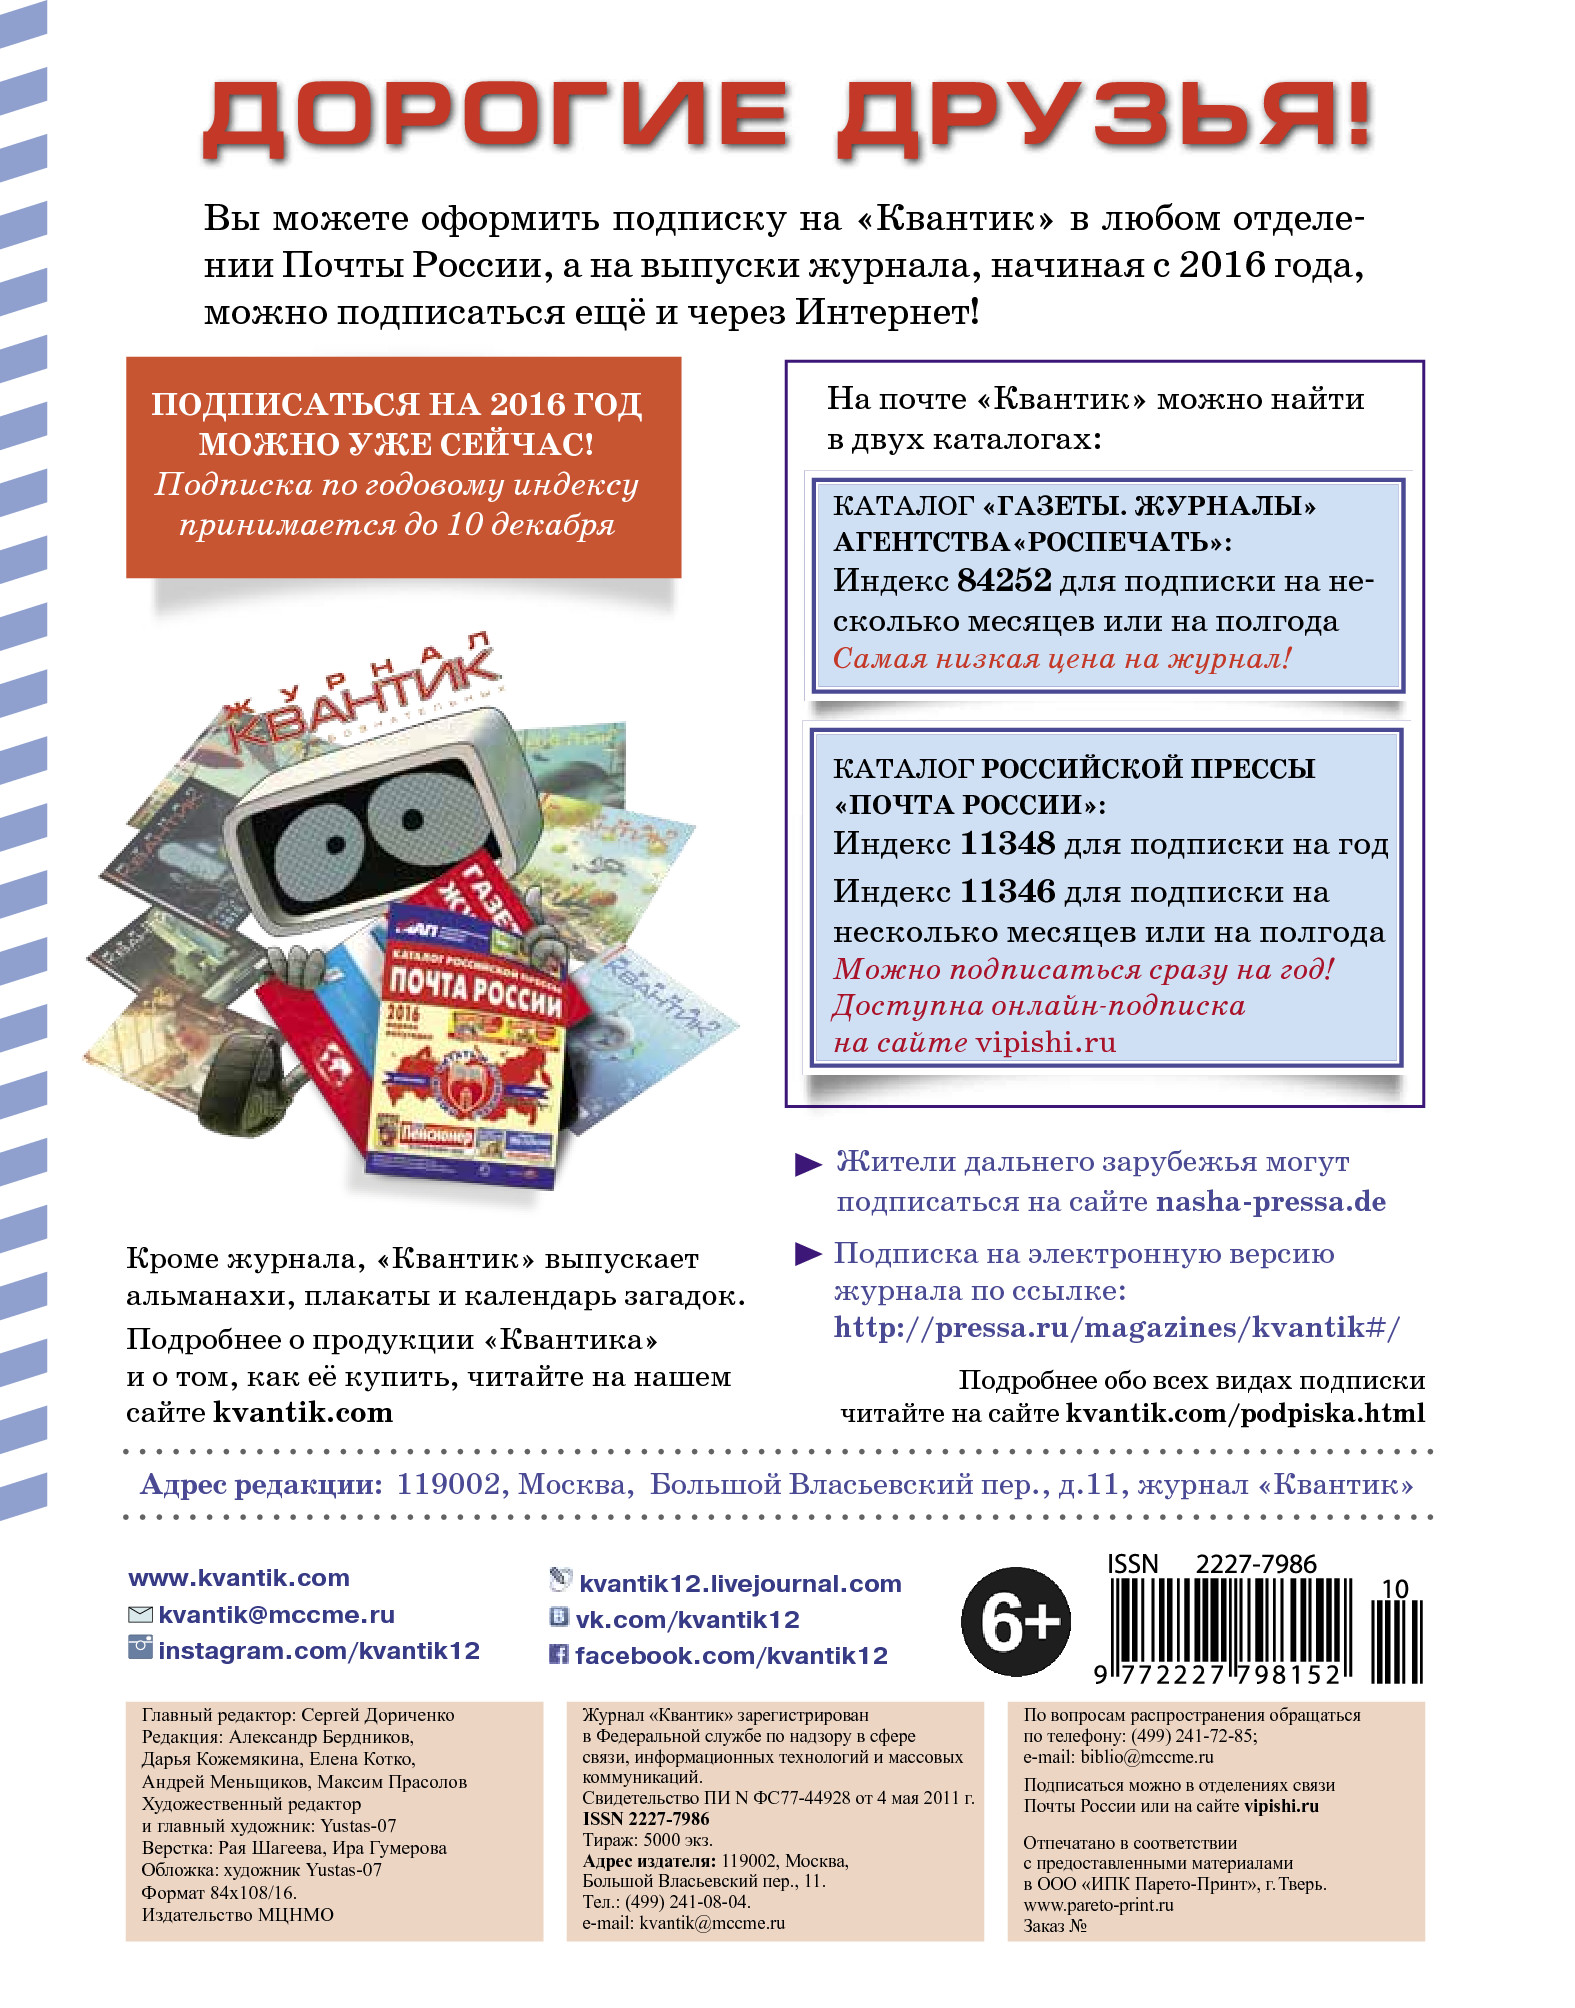 ДОРОГИЕ ДРУЗЬЯ!
Вы можете оформить подписку на «Квантик» в любом отделе-
нии Почты России, а на выпуски журнала, начиная с 2016 года,
можно подписаться ещё и через Интернет!
ПОДПИСАТЬСЯ НА 2016 ГОД
МОЖНО УЖЕ СЕЙЧАС!
Подписка по годовому индексу
принимается до 10 декабря
ЖУРНАЛ
КВАНТИК
ГАЗЕТ
ЖУ
КАТАЛОГ РОССИЙСКОЙ ПРЕССЫ
ПОЧТА РОССИИ
2016
Пенсионер
КВАНТИК
КВАНТИК
КВАНТИК
Кроме журнала, «Квантик» выпускает
альманахи, плакаты и календарь загадок.
Подробнее о продукции «Квантика»
и о том, как её купить, читайте на нашем
сайте kvantik.com
На почте «Квантик» можно найти
в двух каталогах:
КАТАЛОГ «ГАЗЕТЫ. ЖУРНАЛЫ»
АГЕНТСТВА«РОСПЕЧАТЬ»:
Индекс 84252 для подписки на не-
сколько месяцев или на полгода
Самая низкая цена на журнал!
КАТАЛОГ РОССИЙСКОЙ ПРЕССЫ
«ПОЧТА РОССИИ»:
Индекс 11348 для подписки на год
Индекс 11346 для подписки на
несколько месяцев или на полгода
Можно подписаться сразу на год!
Доступна онлайн-подписка
на сайте vipishi.ru
Жители дальнего зарубежья могут
подписаться на сайте nasha-pressa.de
Подписка на электронную версию
журнала по ссылке:
http://pressa.ru/magazines/kvantik#/
Подробнее обо всех видах подписки
читайте на сайте kvantik.com/podpiska.html
Адрес редакции: 119002, Москва, Большой Власьевский пер., д.11, журнал «Квантик»
www.kvantik.com
kvantik@mccme.ru
instagram.com/kvantik12
kvantik12.livejournal.com
vk.com/kvantik12
facebook.com/kvantik12
6+
ISSN 2227-7986
10
9 772227 798152
Главный редактор: Сергей Дориченко
Редакция: Александр Бердников,
Дарья Кожемякина, Елена Котко,
Андрей Меньщиков, Максим Прасолов
Художественный редактор
и главный художник: Yustas-07
Верстка: Рая Шагеева, Ира Гумерова
Обложка: художник Yustas-07
Формат 84х108/16.
Издательство МЦНМО
Журнал «Квантик» зарегистрирован
в Федеральной службе по надзору в сфере
связи, информационных технологий и массовых
коммуникаций.
Свидетельство ПИ N ФС77-44928 от 4 мая 2011 г.
ISSN 2227-7986
Тираж: 5000 экз.
Адрес издателя: 119002, Москва,
Большой Власьевский пер., 11.
Тел.: (499) 241-08-04.
e-mail: kvantik@mccme.ru
По вопросам распространения обращаться
по телефону: (499) 241-72-85;
e-mail: biblio@mccme.ru
Подписаться можно в отделениях связи
Почты России или на сайте vipishi.ru
Отпечатано в соответствии
с предоставленными материалами
в ООО «ИПК Парето-Принт», г. Тверь.
www.pareto-print.ru
Заказ №